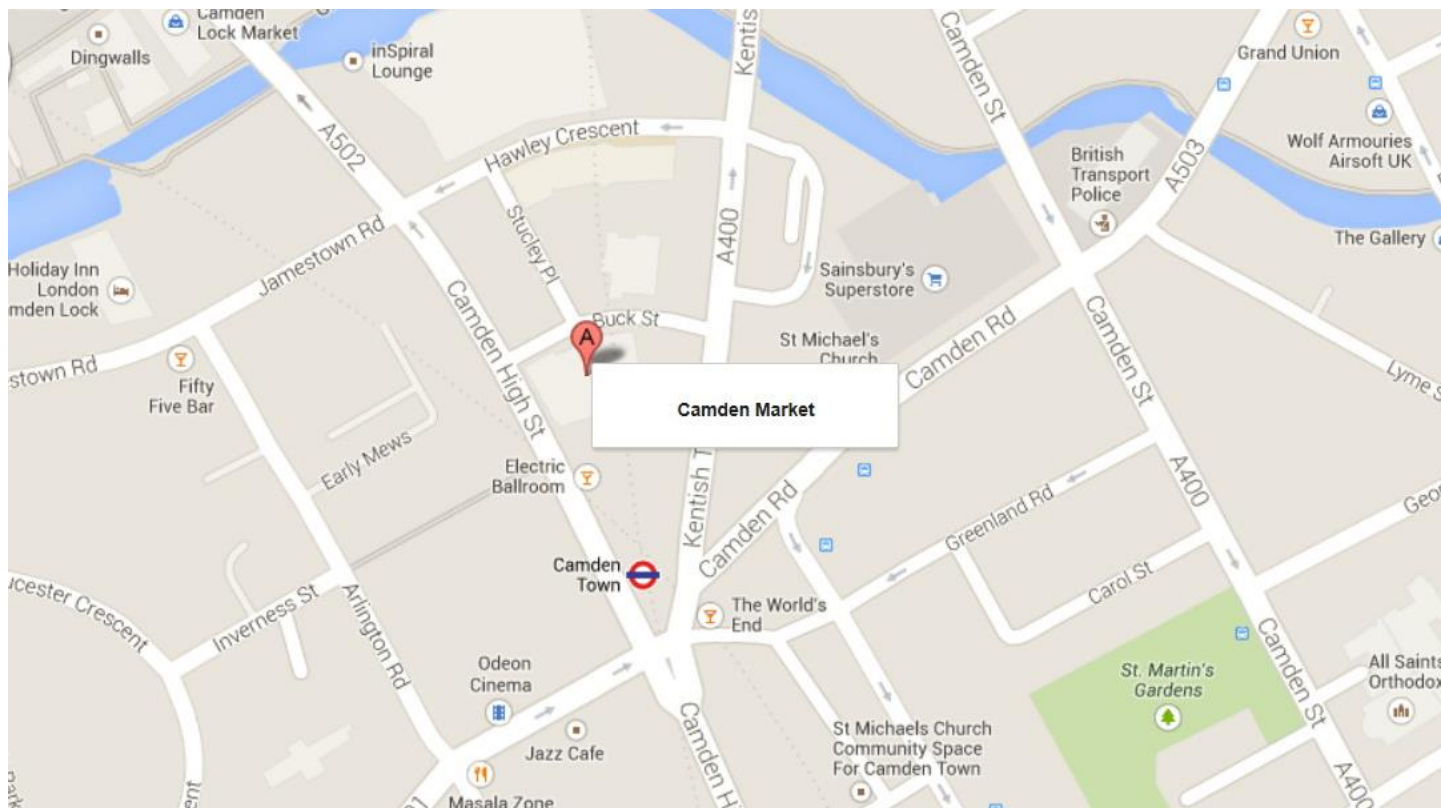 Camden
Lock Market
Dingwalls
inSpiral
Lounge
Kentis
Camden St
Grand Union
A502
Hawley Crescent
British
Transport
Police
A503
Wolf Armouries
Airsoft UK
Stucley Pl
A400
Jamestown Rd
The Gallery
Holiday Inn
London
mden Lock
Sainsbury's
Superstore
Camden High St
Buck St
A
St Michael's
Church
Camden Rd
Camden St
Lyme S
stown Rd
Fifty
Five Bar
Camden Market
Early Mews
Electric
Ballroom
Kentish T
Camden Rd
A400
Greenland Rd
Geor
Camden
Town
Carol St
ucester Crescent
Inverness St
Arlington Rd
The World's
End
Camden St
Odeon
Cinema
St. Martin's
Gardens
All Saints
Orthodox
Jazz Cafe
Camden H
St Michaels Church
Community Space
For Camden Town
Masala Zone
A400